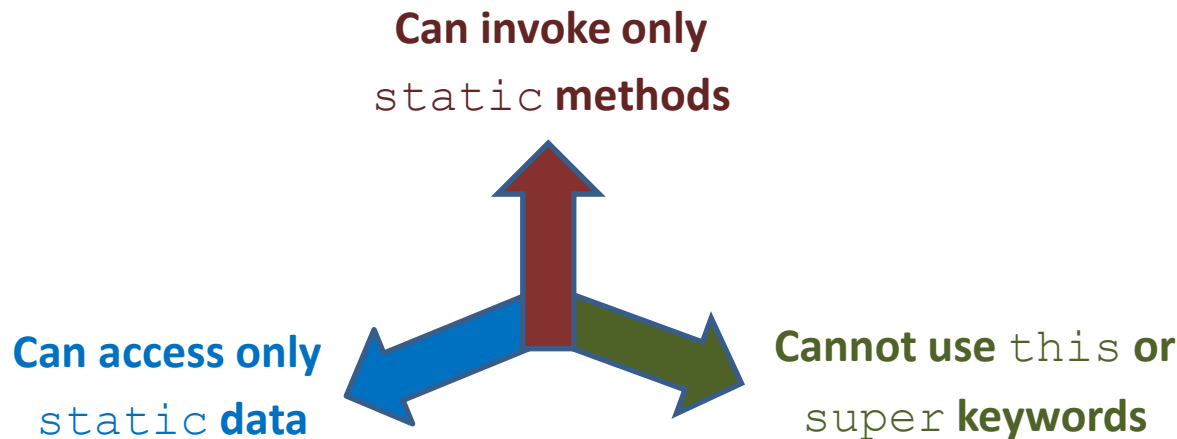 Can invoke only
static methods
Can access only
static data
Cannot use this or
super keywords